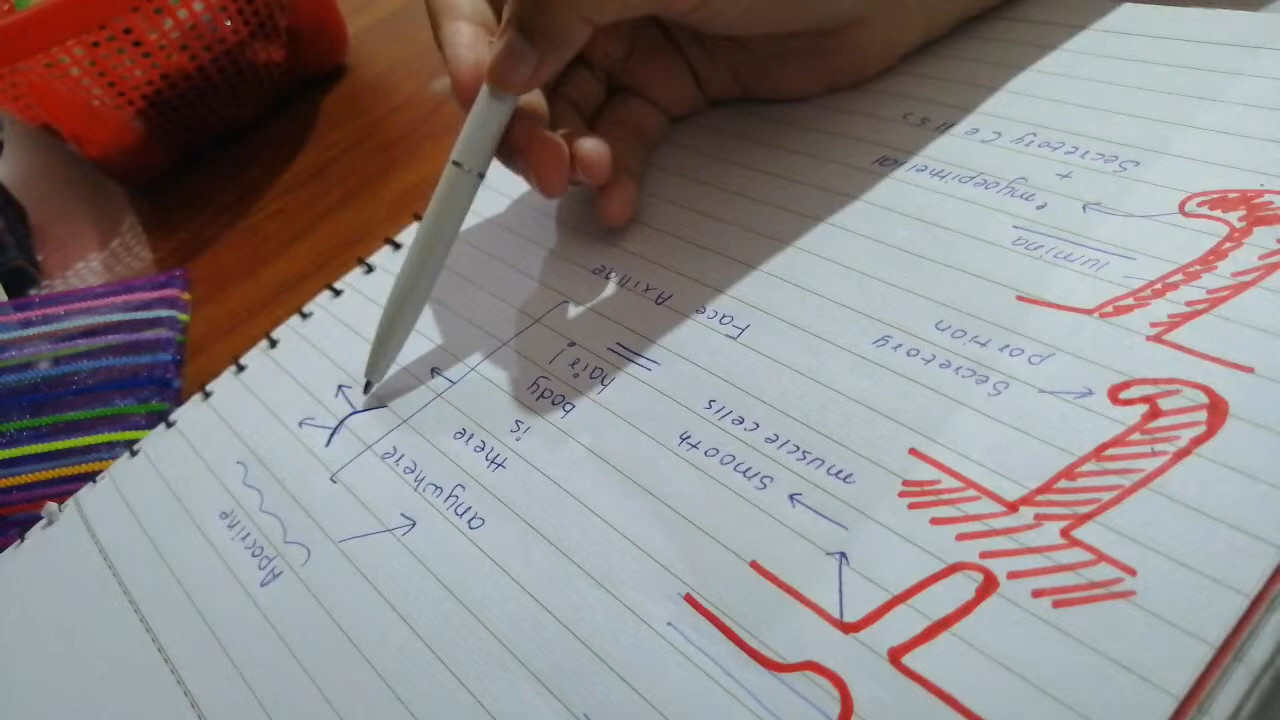 Apocrine
anywhere
there
is
body
hair!
Face
Axillae
Smooth
muscle cells
Secretory
portion
lumina
myoepithelial
+
Secretory Cells